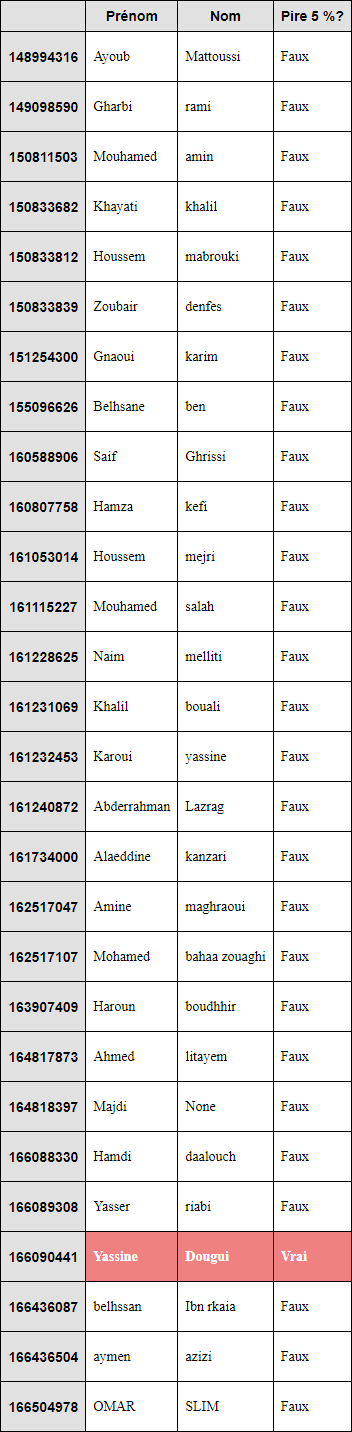 Prénom Nom Pire 5 %?
148994316 Ayoub Mattoussi Faux
149098590 Gharbi rami Faux
150811503 Mouhamed amin Faux
150833682 Khayati khalil Faux
150833812 Houssem mabrouki Faux
150833839 Zoubair denfes Faux
151254300 Gnaoui karim Faux
155096626 Belhsane ben Faux
160588906 Saif Ghrissi Faux
160807758 Hamza kefi Faux
161053014 Houssem mejri Faux
161115227 Mouhamed salah Faux
161228625 Naim melliti Faux
161231069 Khalil bouali Faux
161232453 Karoui yassine Faux
161240872 Abderrahman Lazrag Faux
161734000 Alaeddine kanzari Faux
162517047 Amine maghraoui Faux
162517107 Mohamed bahaa zouaghi Faux
163907409 Haroun boudhhir Faux
164817873 Ahmed litayem Faux
164818397 Majdi None Faux
166088330 Hamdi daalouch Faux
166089308 Yasser riabi Faux
166090441 Yassine Dougui Vrai
166436087 belhssan Ibn rkaia Faux
166436504 aymen azizi Faux
166504978 OMAR SLIM Faux